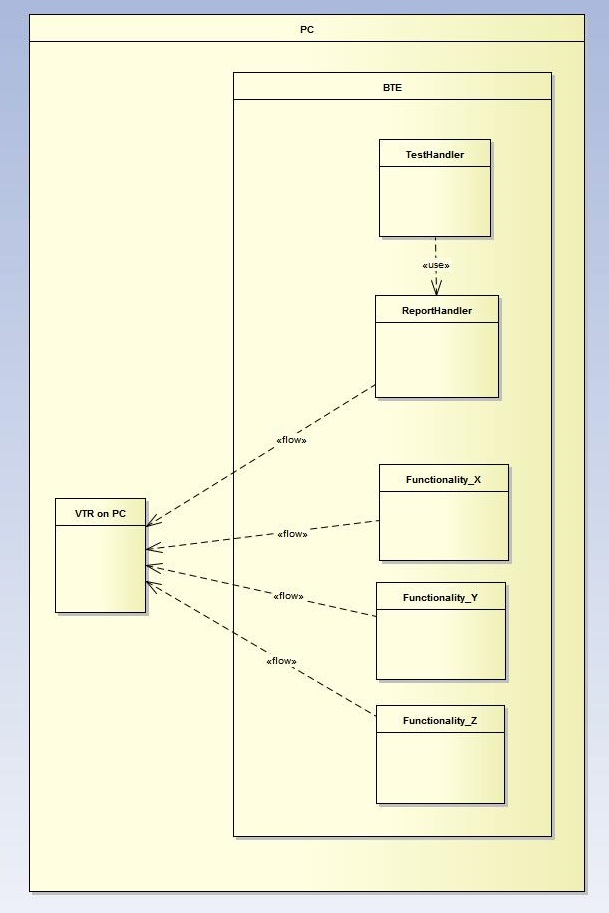 PC
BTE
TestHandler
«use»
ReportHandler
«flow»
Functionality_X
VTR on PC
«flow»
Functionality_Y
«flow»
«flow»
Functionality_Z